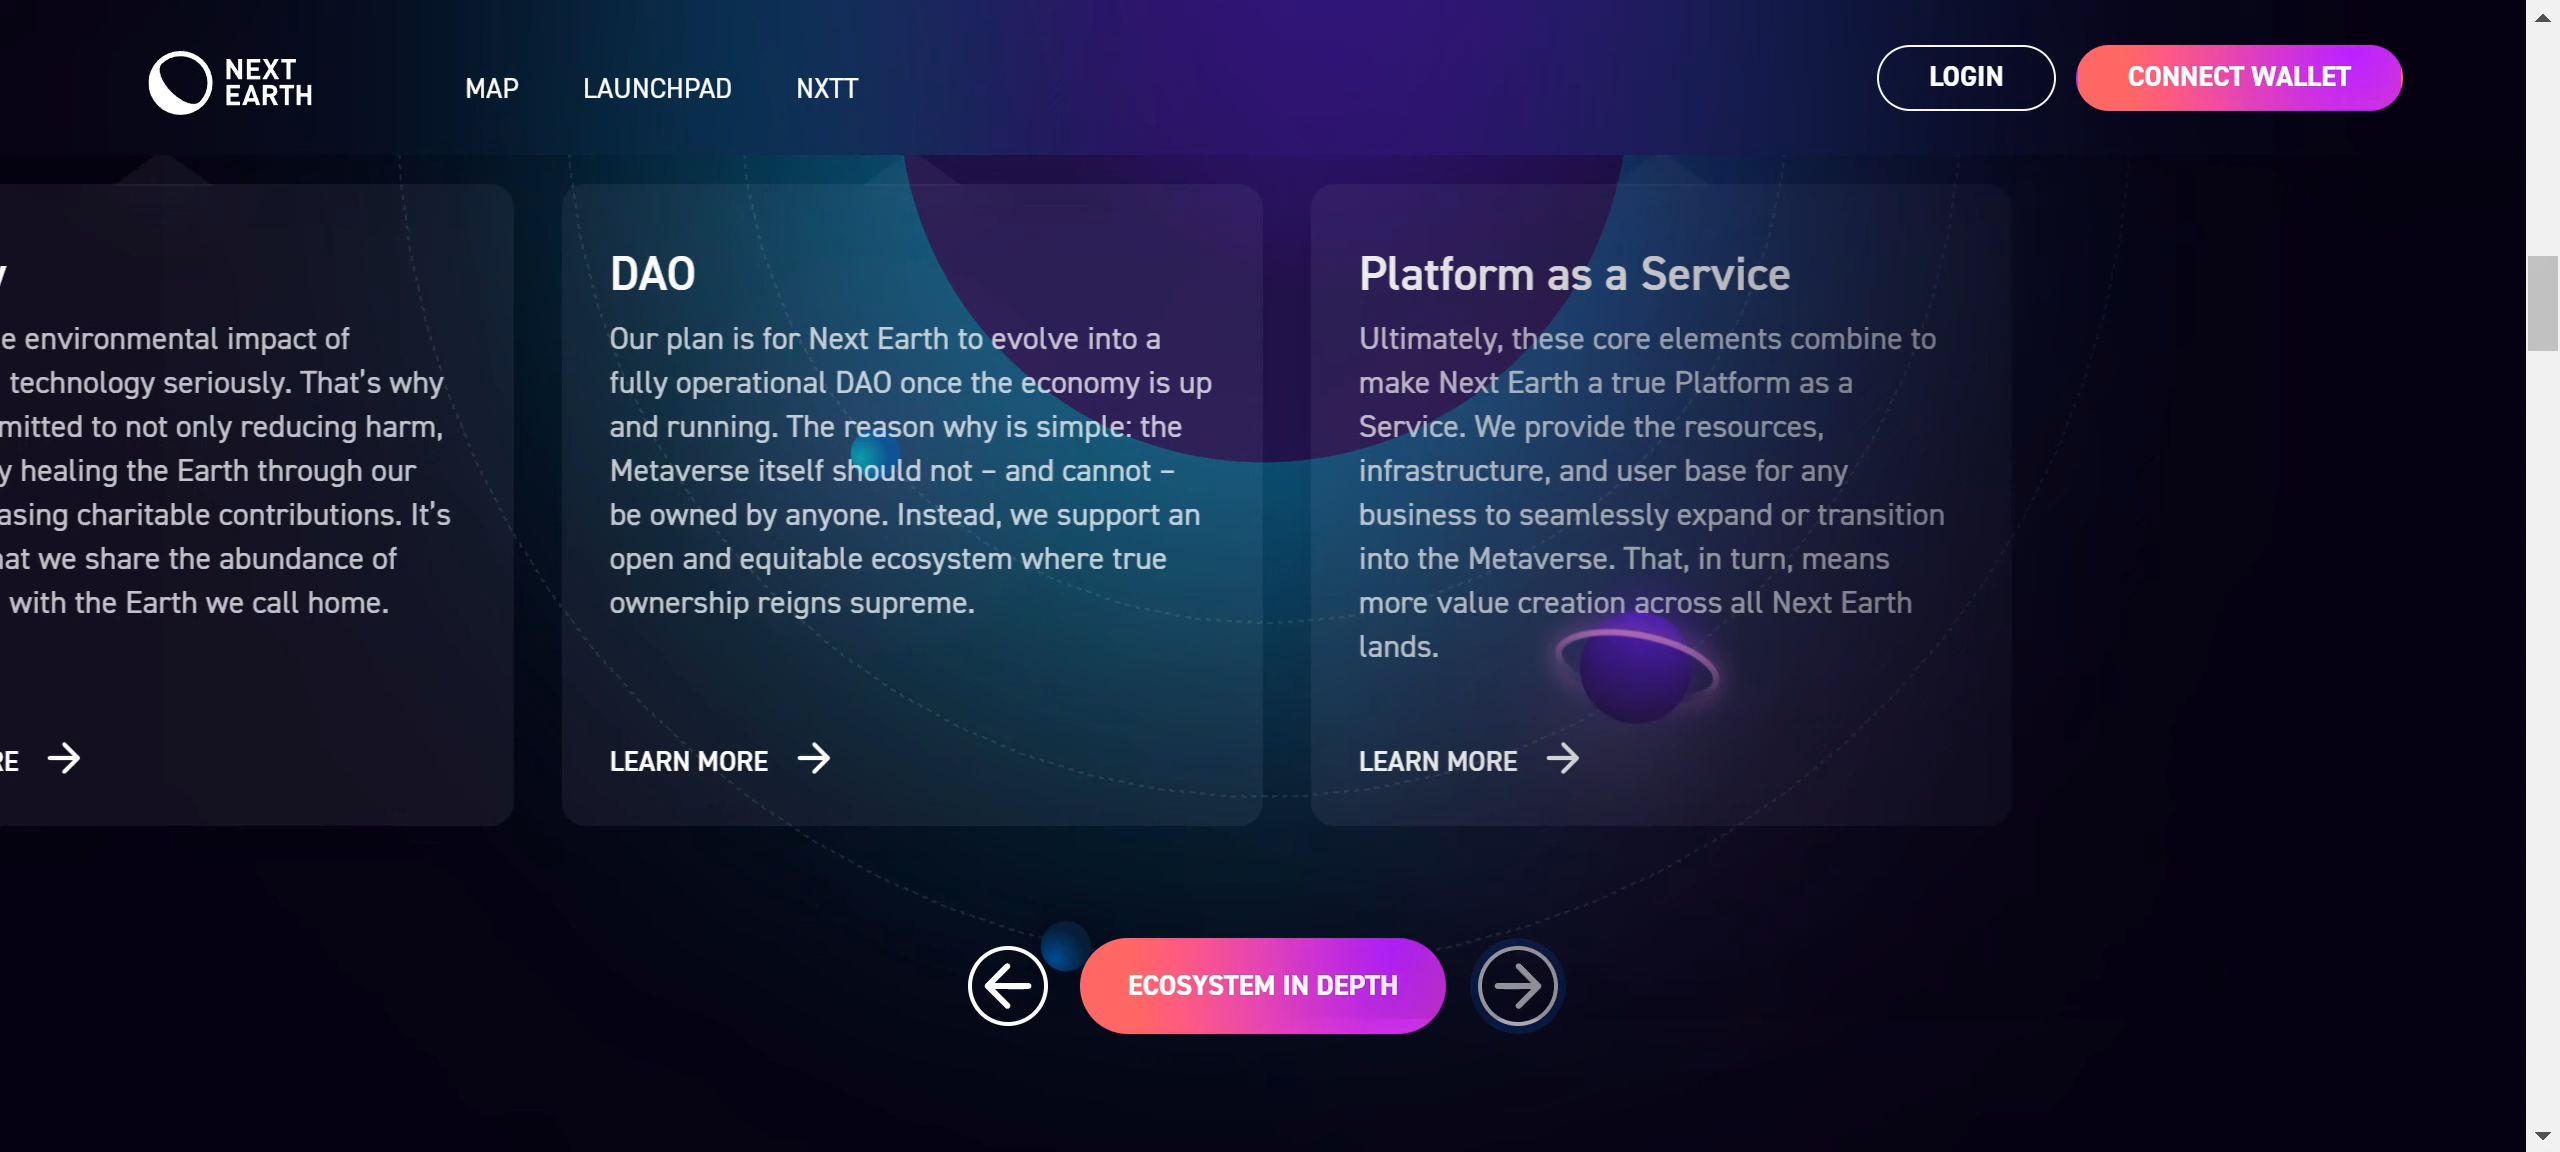 NEXT
EARTH
MAP
LAUNCHPAD
NXTT
LOGIN
CONNECT WALLET
environmental impact of
technology seriously. That’s why
to not only reducing harm,
healing the Earth through our
charitable contributions. It’s
we share the abundance of
with the Earth we call home.
DAO
Our plan is for Next Earth to evolve into a
fully operational DAO once the economy is up
and running. The reason why is simple: the
Metaverse itself should not – and cannot –
be owned by anyone. Instead, we support an
open and equitable ecosystem where true
ownership reigns supreme.
LEARN MORE
Platform as a Service
Ultimately, these core elements combine to
make Next Earth a true Platform as a
Service. We provide the resources,
infrastructure, and user base for any
business to seamlessly expand or transition
into the Metaverse. That, in turn, means
more value creation across all Next Earth
lands.
LEARN MORE
ECOSYSTEM IN DEPTH